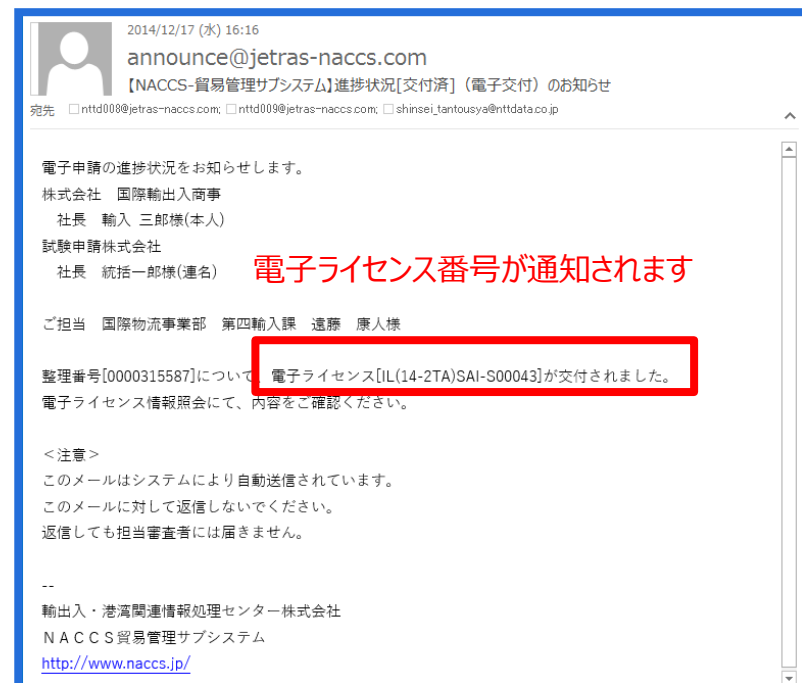 2014/12/17 (水) 16:16
announce@jetras-naccs.com
【NACCS-貿易管理サブシステム】進捗状況[交付済]（電子交付）のお知らせ
宛先 □nttd008@jetras-naccs.com; □nttd009@jetras-naccs.com; □shinsei_tantousya@nttdata.co.jp
電子申請の進捗状況をお知らせします。
株式会社　国際輸出入商事
　社長　輸入 三郎様(本人)
試験申請株式会社
　社長　統括一郎様(連名)
電子ライセンス番号が通知されます
ご担当　国際物流事業部　第四輸入課　遠藤　康人様
整理番号[0000315587]について、電子ライセンス[IL(14-2TA)SAI-S00043]が交付されました。
電子ライセンス情報照会にて、内容をご確認ください。
＜注意＞
このメールはシステムにより自動送信されています。
このメールに対して返信しないでください。
返信しても担当審査者には届きません。
--
輸出入・港湾関連情報処理センター株式会社
ＮＡＣＣＳ貿易管理サブシステム
http://www.naccs.jp/